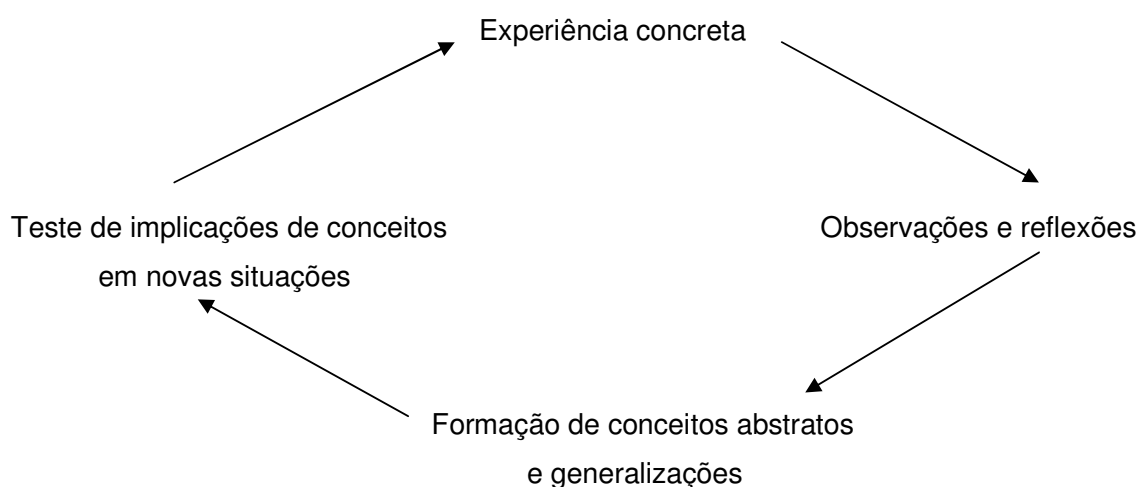 Experiência concreta
Teste de implicações de conceitos
em novas situações
Observações e reflexões
Formação de conceitos abstratos
e generalizações